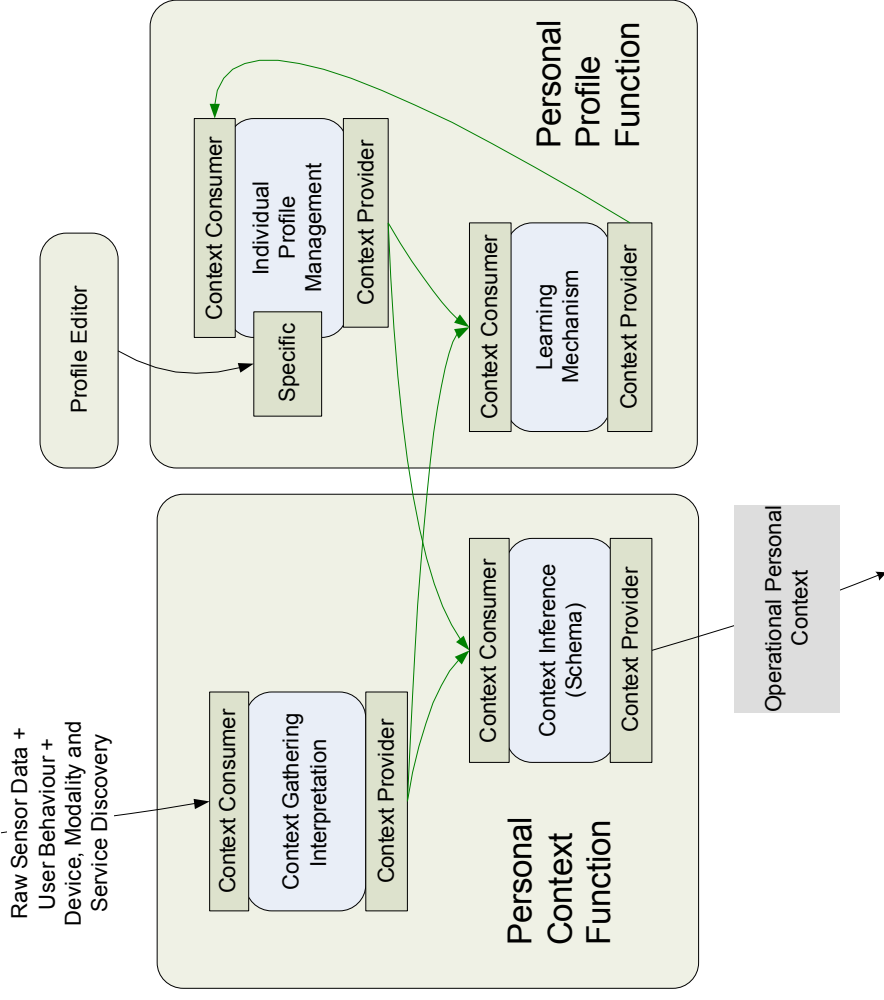 Raw Sensor Data +
User Behaviour +
Device, Modality and
Service Discovery
Profile Editor
Context Consumer
Context Gathering
Interpretation
Context Provider
Context Consumer
Individual
Profile
Management
Context Provider
Specific
Context Consumer
Context Inference
(Schema)
Context Provider
Context Consumer
Learning
Mechanism
Context Provider
Personal
Context
Function
Personal
Profile
Function
Operational Personal
Context